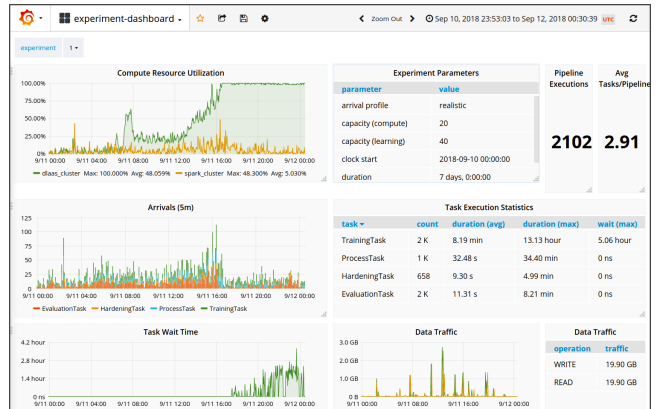 experiment-dashboard
Zoom Out
Sep 10, 2018 23:53:03 to Sep 12, 2018 00:30:39 UTC
experiment 1
Compute Resource Utilization
100.00%
75.00%
50.00%
25.00%
0%
9/11 00:00 9/11 04:00 9/11 08:00 9/11 12:00 9/11 16:00 9/11 20:00 9/12 00:00
dlaas_cluster Max: 100.000% Avg: 48.059% spark_cluster Max: 48.300% Avg: 5.030%
Experiment Parameters
parameter value
arrival profile realistic
capacity (compute) 20
capacity (learning) 40
clock start 2018-09-10 00:00:00
duration 7 days, 0:00:00
Pipeline
Executions
2102
Avg
Tasks/Pipeline
2.91
Arrivals (5m)
125
100
75
50
25
0
9/11 00:00 9/11 04:00 9/11 08:00 9/11 12:00 9/11 16:00 9/11 20:00 9/12 00:00
EvaluationTask HardeningTask ProcessTask TrainingTask
Task Execution Statistics
task count duration (avg) duration (max) wait (max)
TrainingTask 2 K 8.19 min 13.13 hour 5.06 hour
ProcessTask 1 K 32.48 s 34.40 min 0 ns
HardeningTask 658 9.30 s 4.99 min 0 ns
EvaluationTask 2 K 11.31 s 8.21 min 0 ns
Task Wait Time
4.2 hour
2.8 hour
1.4 hour
0 ns
9/11 00:00 9/11 04:00 9/11 08:00 9/11 12:00 9/11 16:00 9/11 20:00 9/12 00:00
Data Traffic
3.0 GB
2.0 GB
1.0 GB
0 B
9/11 00:00 9/11 08:00 9/11 16:00 9/12 00:00
Data Traffic
operation traffic
WRITE 19.90 GB
READ 19.90 GB